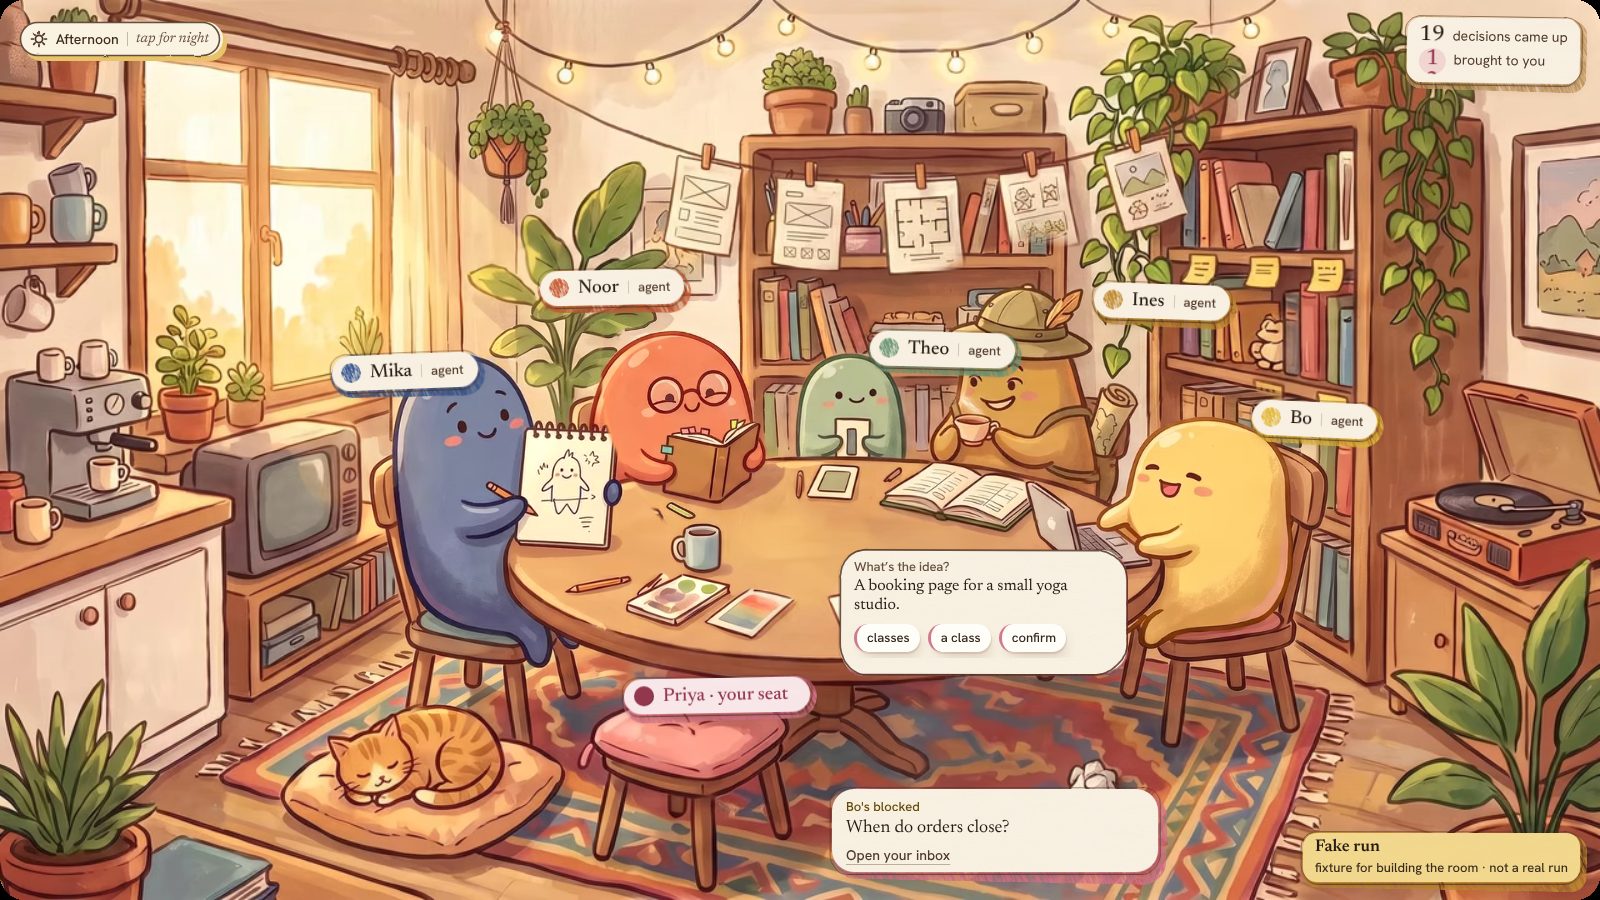 Afternoon tap for night
19 decisions came up
1 brought to you
Noor agent
Ines agent
Theo agent
Mika agent
Bo agent
What's the idea?
A booking page for a small yoga
studio.
classes a class confirm
Priya · your seat
Bo's blocked
When do orders close?
Open your inbox
Fake run
fixture for building the room · not a real run